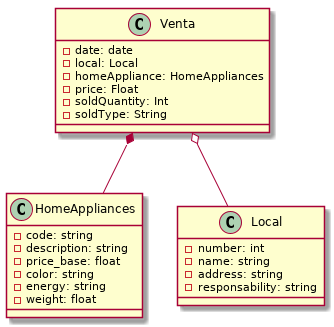 C Venta
date: date
local: Local
homeAppliance: HomeAppliances
price: Float
soldQuantity: Int
soldType: String
C HomeAppliances
code: string
description: string
price_base: float
color: string
energy: string
weight: float
C Local
number: int
name: string
address: string
responsability: string